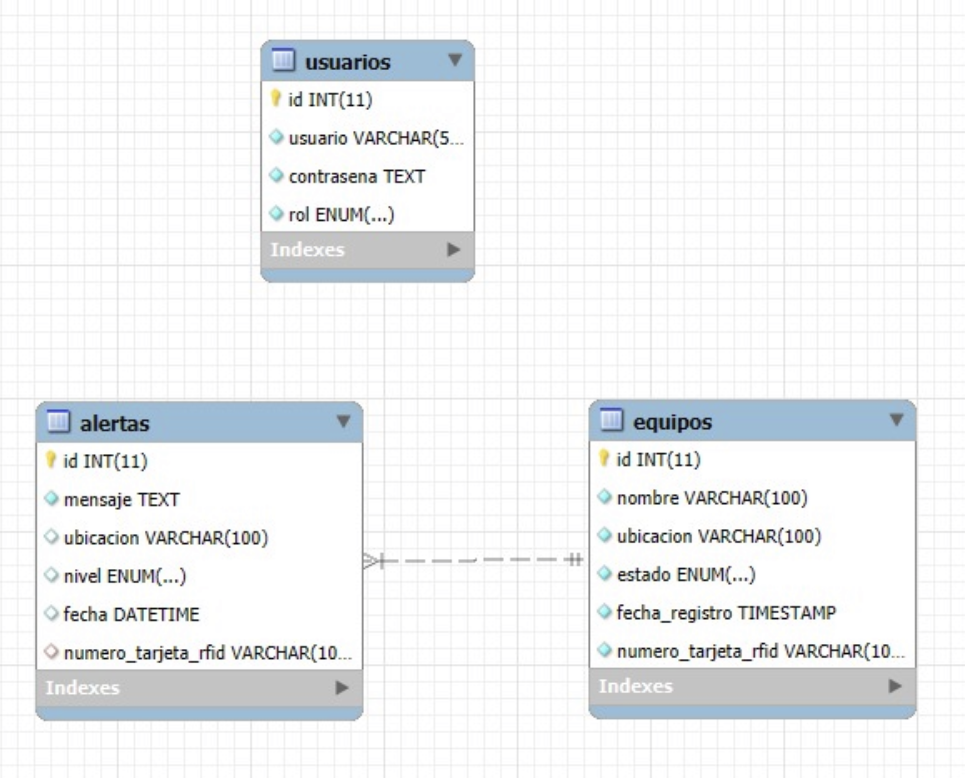 usuarios
id INT(11)
usuario VARCHAR(5...
contrasena TEXT
rol ENUM(...)
Indexes
alertas
id INT(11)
mensaje TEXT
ubicacion VARCHAR(100)
nivel ENUM(...)
fecha DATETIME
numero_tarjeta_rfid VARCHAR(10...
Indexes
equipos
id INT(11)
nombre VARCHAR(100)
ubicacion VARCHAR(100)
estado ENUM(...)
fecha_registro TIMESTAMP
numero_tarjeta_rfid VARCHAR(10...
Indexes